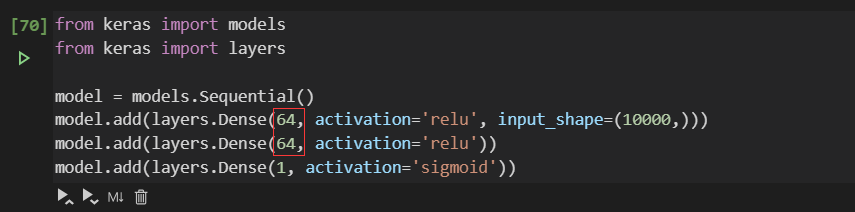 [70] from keras import models
from keras import layers
model = models.Sequential()
model.add(layers.Dense(64, activation='relu', input_shape=(10000,)))
model.add(layers.Dense(64, activation='relu'))
model.add(layers.Dense(1, activation='sigmoid'))
M↓